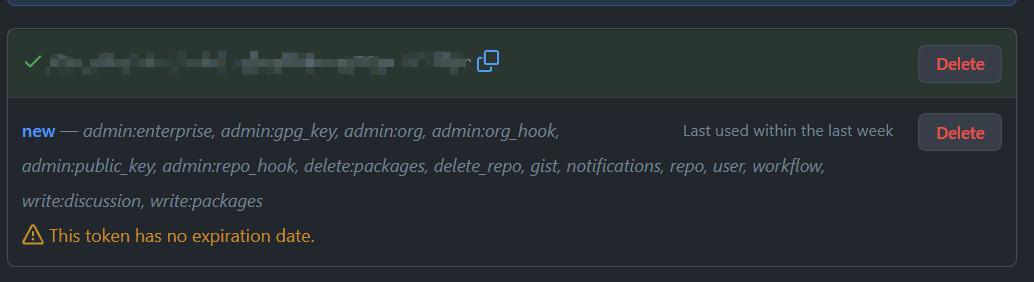 Delete
new — admin:enterprise, admin:gpg_key, admin:org, admin:org_hook,
Last used within the last week
Delete
admin:public_key, admin:repo_hook, delete:packages, delete_repo, gist, notifications, repo, user, workflow,
write:discussion, write:packages
This token has no expiration date.